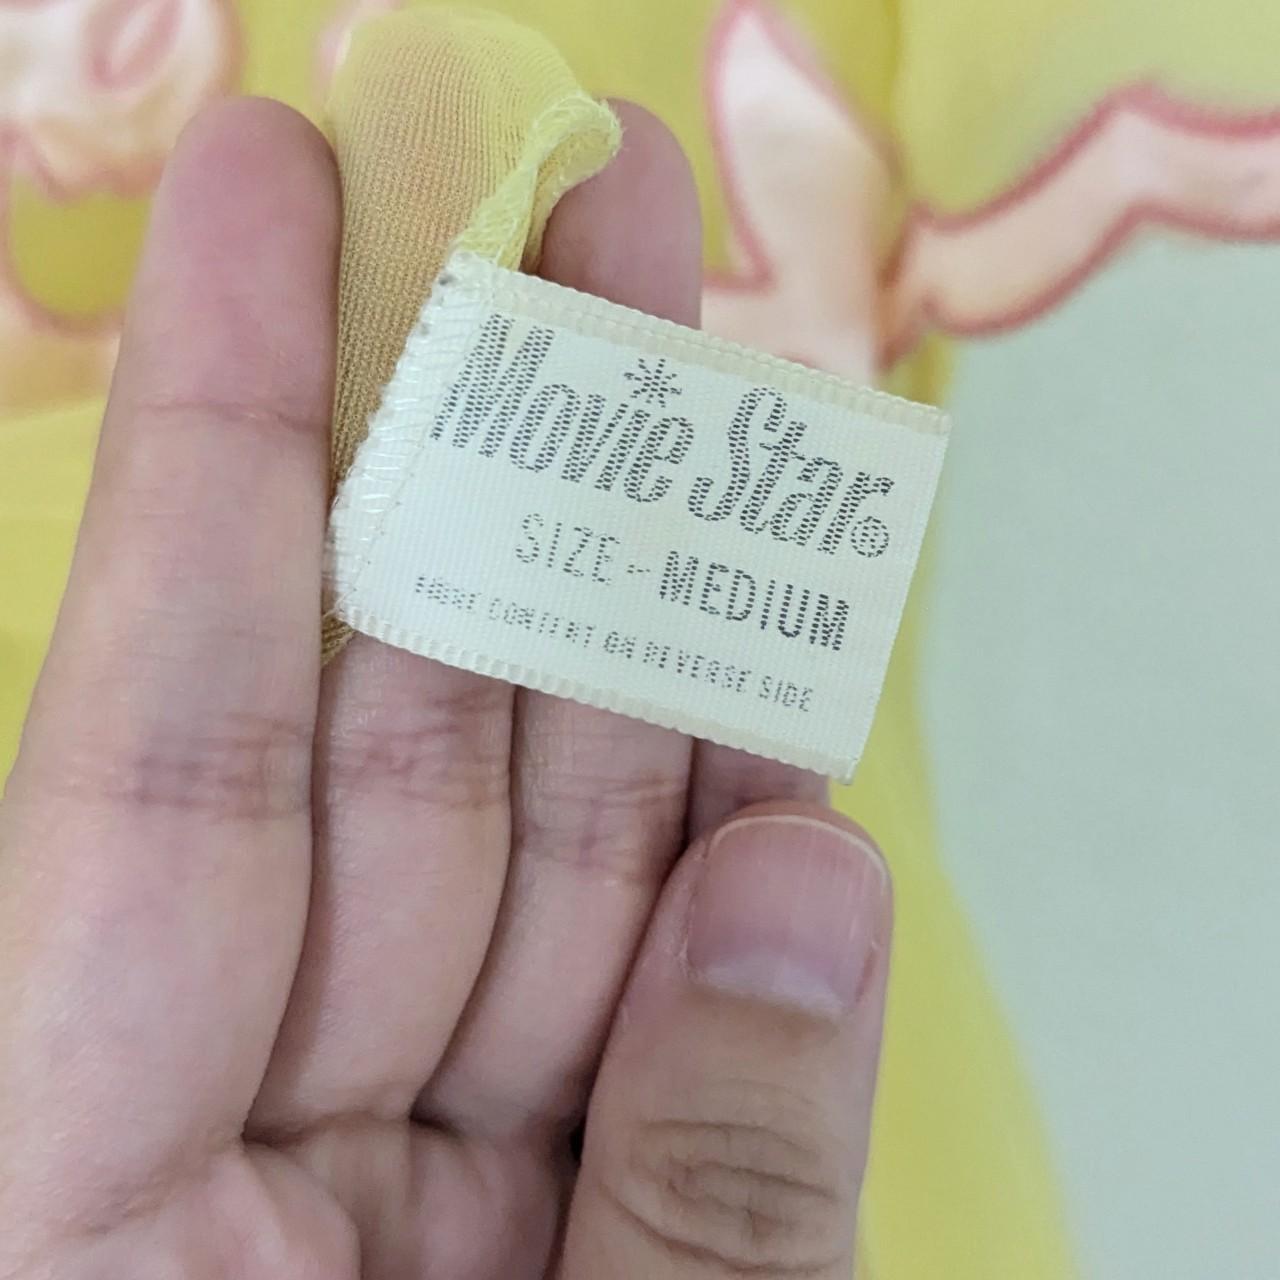 Movie Star®
SIZE - MEDIUM
FIBRE CONTENT ON REVERSE SIDE